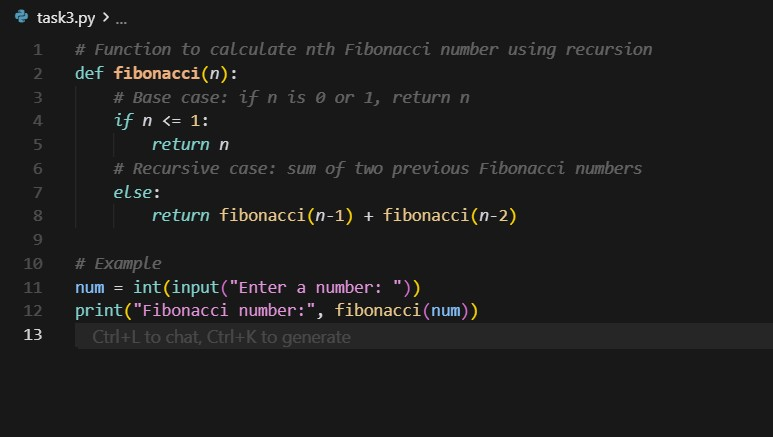 task3.py > ...
1 # Function to calculate nth Fibonacci number using recursion
2 def fibonacci(n):
3     # Base case: if n is 0 or 1, return n
4     if n <= 1:
5         return n
6     # Recursive case: sum of two previous Fibonacci numbers
7     else:
8         return fibonacci(n-1) + fibonacci(n-2)
9
10 # Example
11 num = int(input("Enter a number: "))
12 print("Fibonacci number:", fibonacci(num))
13 Ctrl+L to chat, Ctrl+K to generate